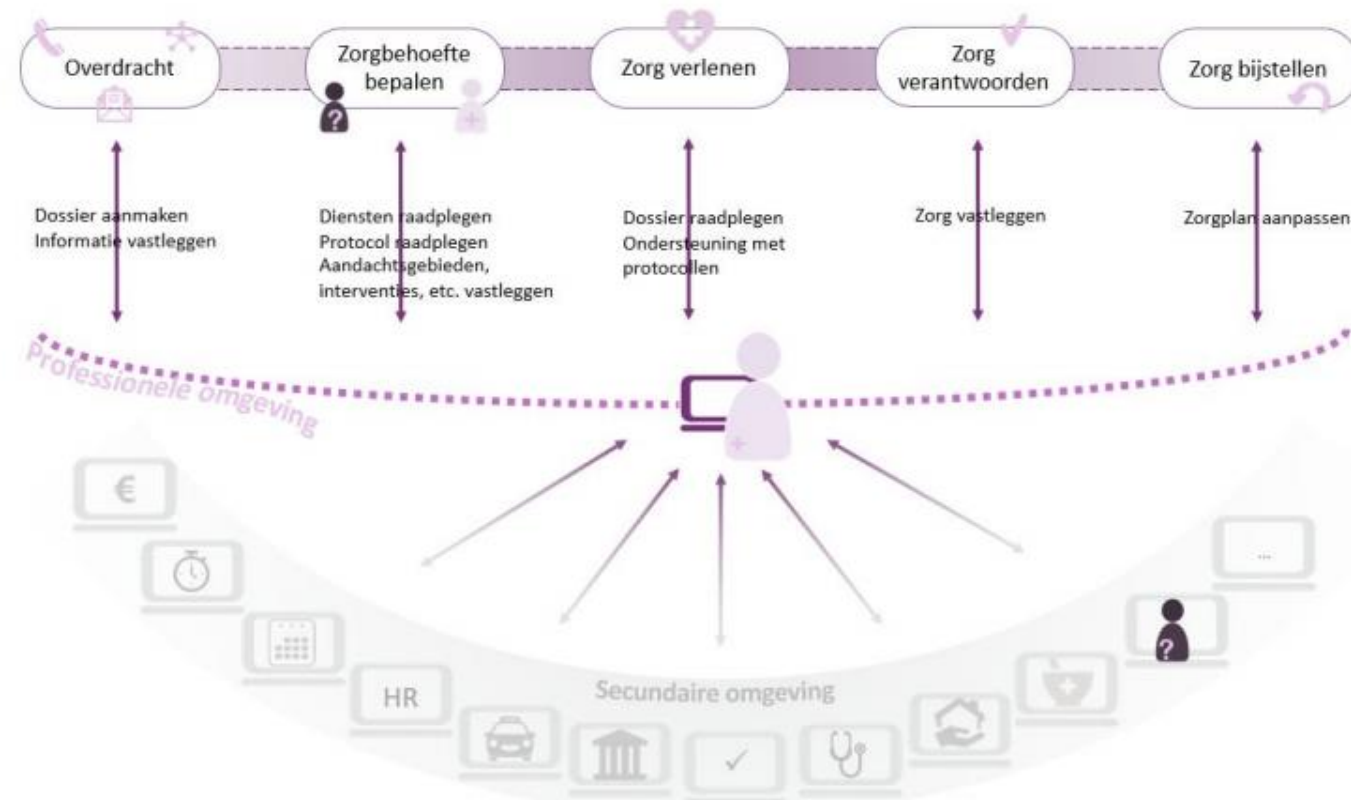 Overdracht
Zorgbehoefte
bepalen
Zorg verlenen
Zorg
verantwoorden
Zorg bijstellen
?
Dossier aanmaken
Informatie vastleggen
Diensten raadplegen
Protocol raadplegen
Aandachtsgebieden,
interventies, etc. vastleggen
Dossier raadplegen
Ondersteuning met
protocollen
Zorg vastleggen
Zorgplan aanpassen
Professionele omgeving
€
...
?
HR
Secundaire omgeving